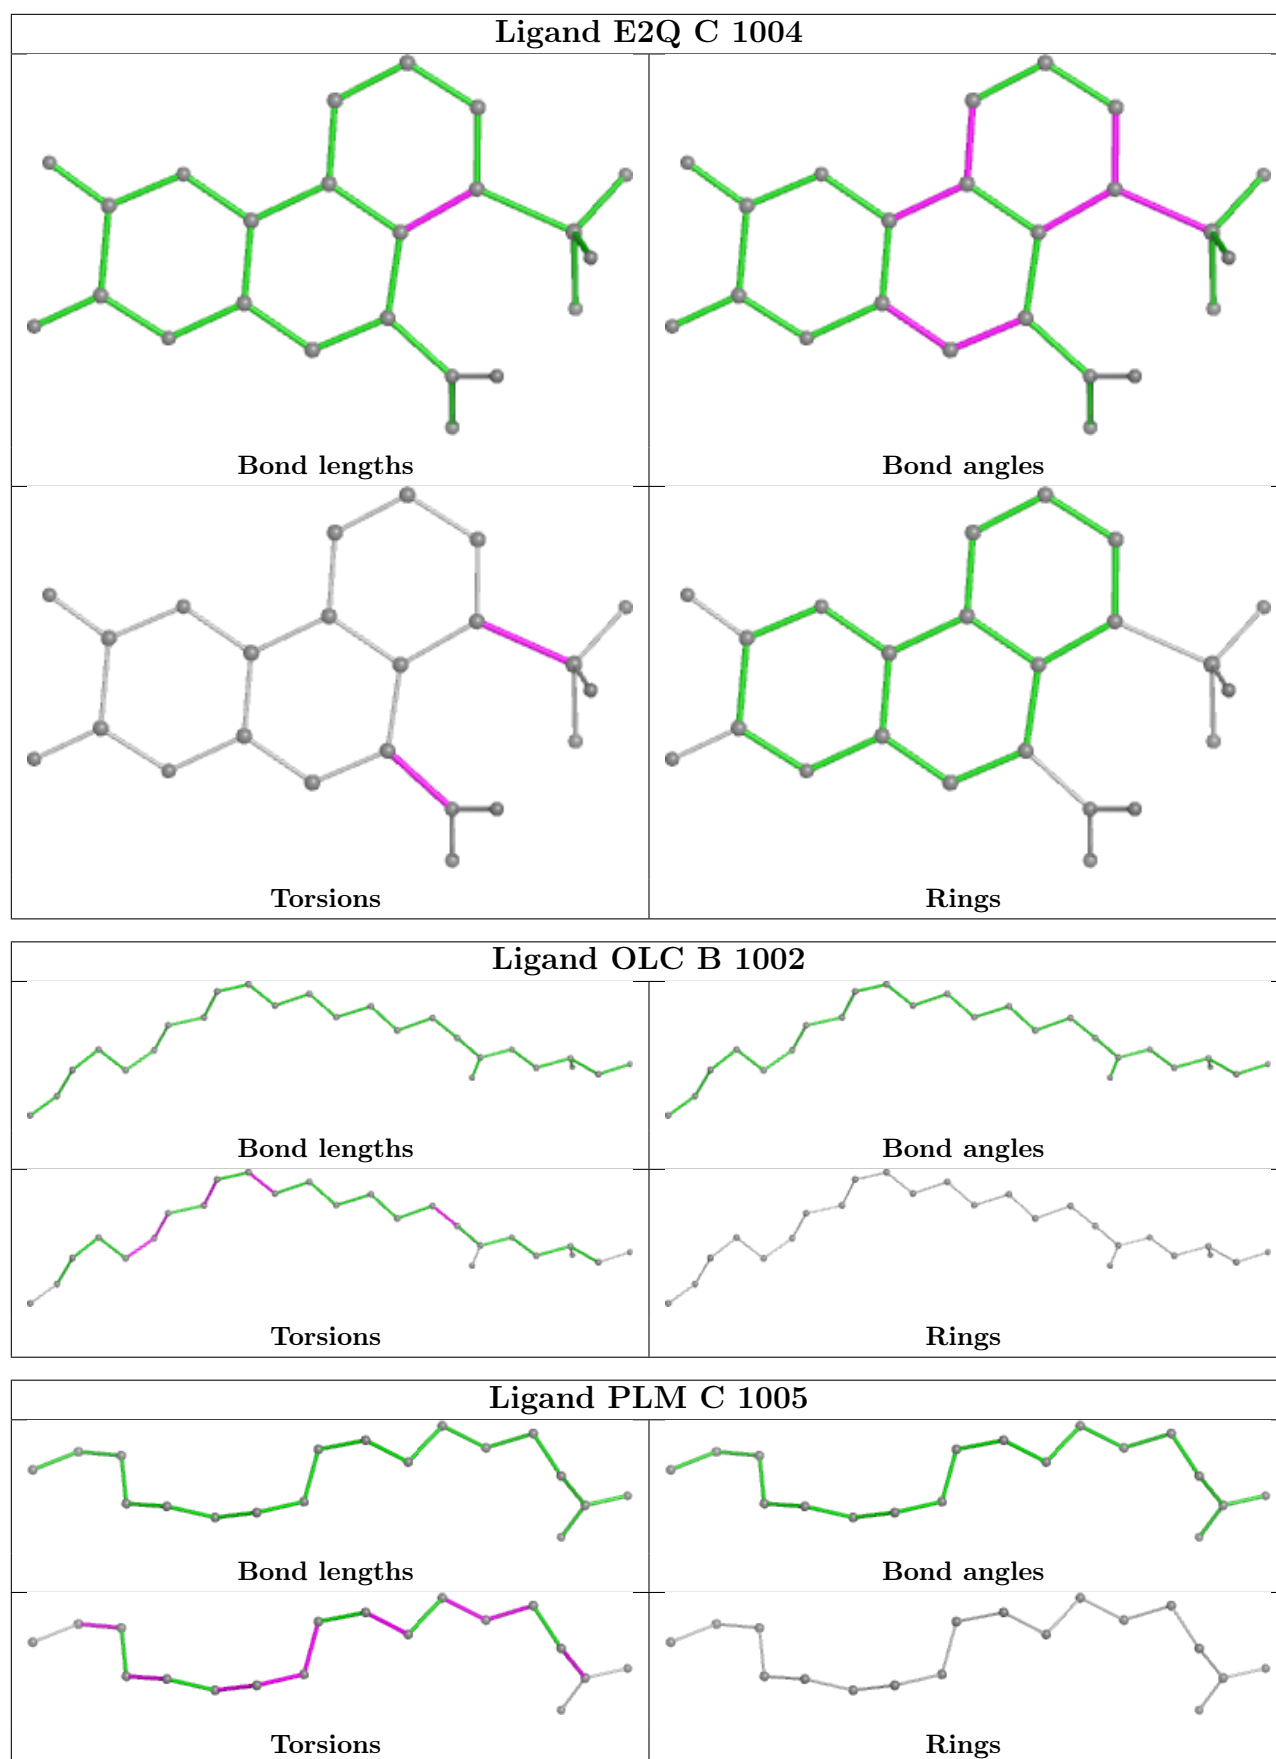 Ligand E2Q C 1004
Bond lengths
Bond angles
Torsions
Rings
Ligand OLC B 1002
Bond lengths
Bond angles
Torsions
Rings
Ligand PLM C 1005
Bond lengths
Bond angles
Torsions
Rings